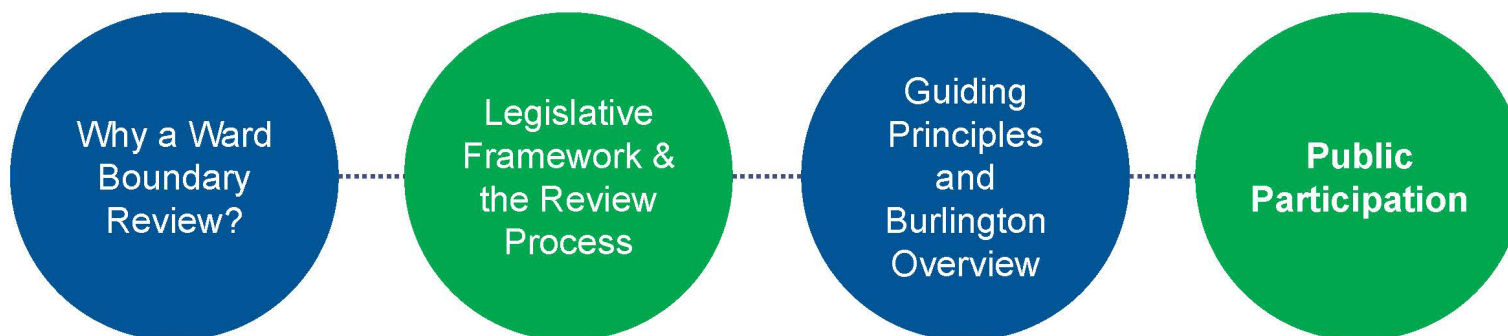 Why a Ward
Boundary
Review?
Legislative
Framework &
the Review
Process
Guiding
Principles
and
Burlington
Overview
Public
Participation